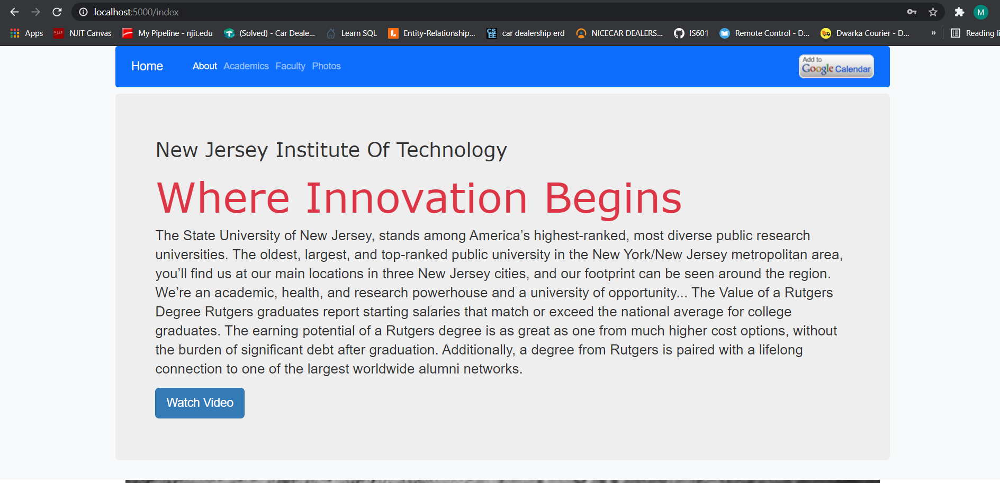 localhost:5000/index
M
Apps NJIT Canvas My Pipeline - njit.edu (Solved) - Car Deale... Learn SQL Entity-Relationship... car dealership erd NICECAR DEALERS... IS601 Remote Control - D... Dwarka Courier - D... » Reading li
Home About Academics Faculty Photos
Add to
Google Calendar
New Jersey Institute Of Technology
Where Innovation Begins
The State University of New Jersey, stands among America’s highest-ranked, most diverse public research
universities. The oldest, largest, and top-ranked public university in the New York/New Jersey metropolitan area,
you’ll find us at our main locations in three New Jersey cities, and our footprint can be seen around the region.
We’re an academic, health, and research powerhouse and a university of opportunity... The Value of a Rutgers
Degree Rutgers graduates report starting salaries that match or exceed the national average for college
graduates. The earning potential of a Rutgers degree is as great as one from much higher cost options, without
the burden of significant debt after graduation. Additionally, a degree from Rutgers is paired with a lifelong
connection to one of the largest worldwide alumni networks.
Watch Video